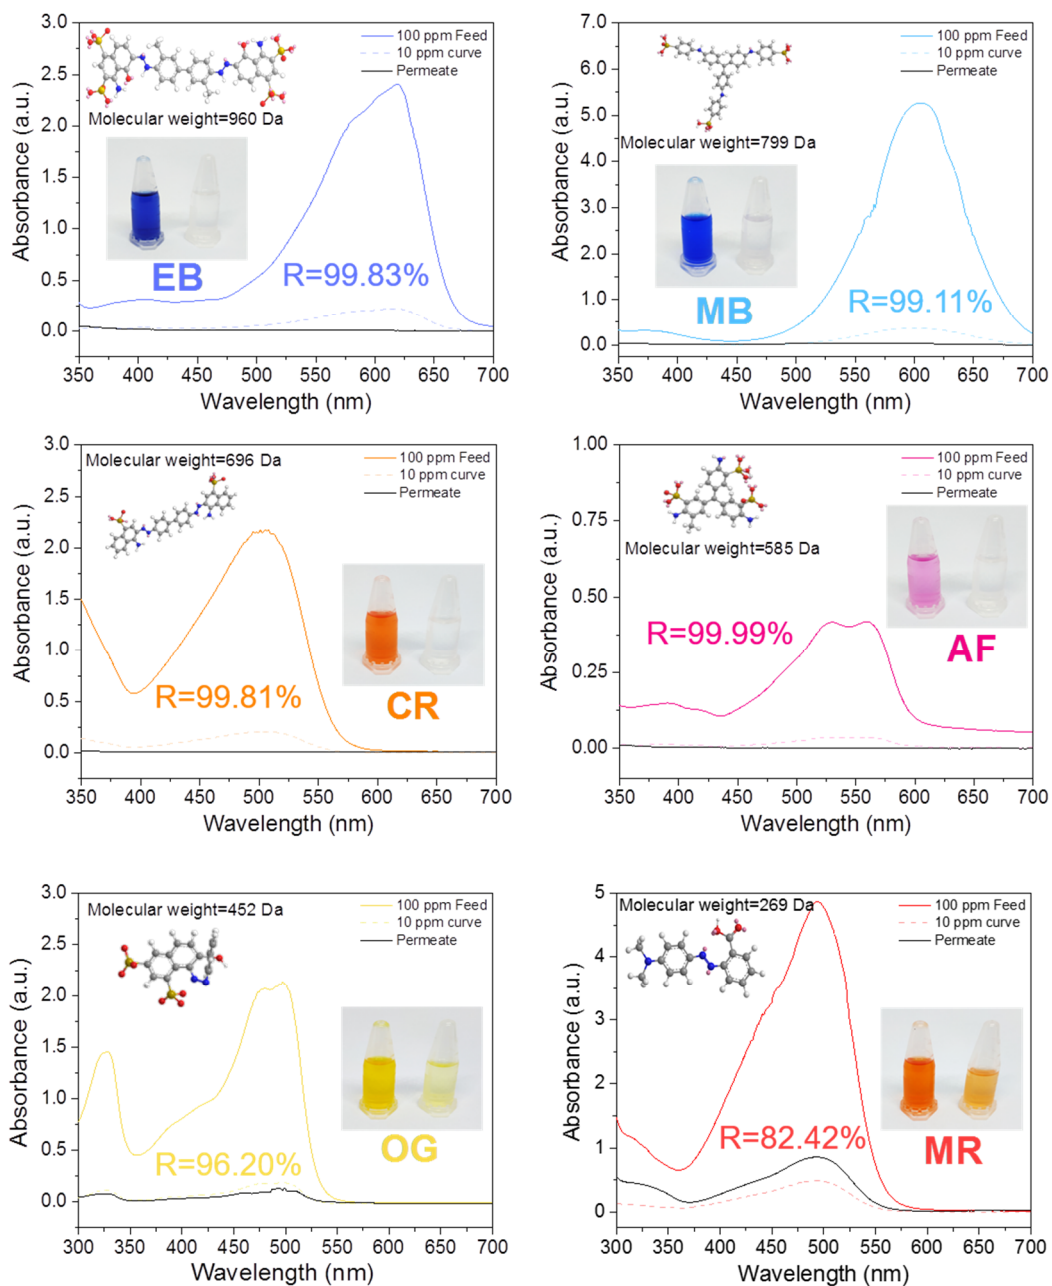 3.0
2.5
2.0
1.5
1.0
0.5
0.0
Absorbance (a.u.)
100 ppm Feed
10 ppm curve
Permeate
Molecular weight=960 Da
EB
R=99.83%
350 400 450 500 550 600 650 700
Wavelength (nm)
7.0
6.0
5.0
4.0
3.0
2.0
1.0
0.0
Absorbance (a.u.)
100 ppm Feed
10 ppm curve
Permeate
Molecular weight=799 Da
MB
R=99.11%
350 400 450 500 550 600 650 700
Wavelength (nm)
3.0
2.5
2.0
1.5
1.0
0.5
0.0
Absorbance (a.u.)
Molecular weight=696 Da
100 ppm Feed
10 ppm curve
Permeate
R=99.81%
CR
350 400 450 500 550 600 650 700
Wavelength (nm)
1.00
0.75
0.50
0.25
0.00
Absorbance (a.u.)
100 ppm Feed
10 ppm curve
Permeate
Molecular weight=585 Da
R=99.99%
AF
350 400 450 500 550 600 650 700
Wavelength (nm)
3.0
2.5
2.0
1.5
1.0
0.5
0.0
Absorbance (a.u.)
Molecular weight=452 Da
100 ppm Feed
10 ppm curve
Permeate
R=96.20%
OG
300 350 400 450 500 550 600 650 700
Wavelength (nm)
5
4
3
2
1
0
Absorbance (a.u.)
Molecular weight=269 Da
100 ppm Feed
10 ppm curve
Permeate
R=82.42%
MR
300 350 400 450 500 550 600 650 700
Wavelength (nm)